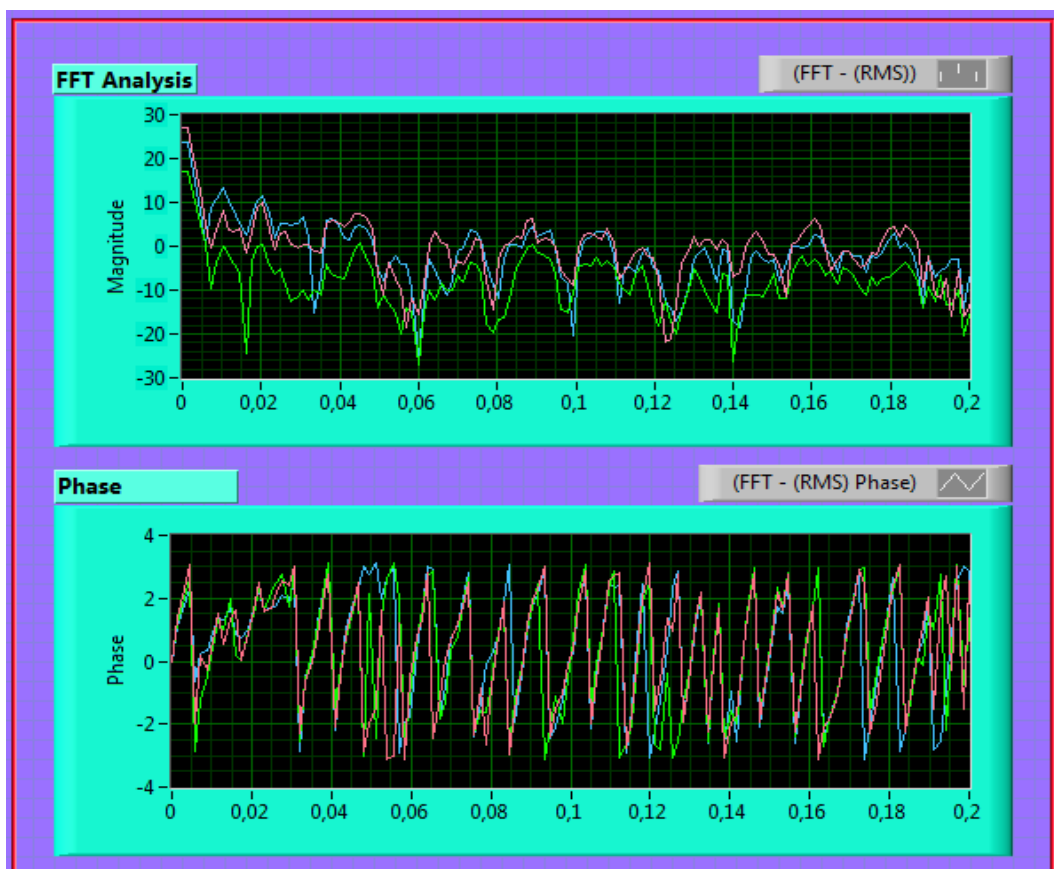 FFT Analysis
(FFT - (RMS))
30
20
10
0
-10
-20
-30
Magnitude
0 0,02 0,04 0,06 0,08 0,1 0,12 0,14 0,16 0,18 0,2
Phase
(FFT - (RMS) Phase)
4
2
0
-2
-4
Phase
0 0,02 0,04 0,06 0,08 0,1 0,12 0,14 0,16 0,18 0,2